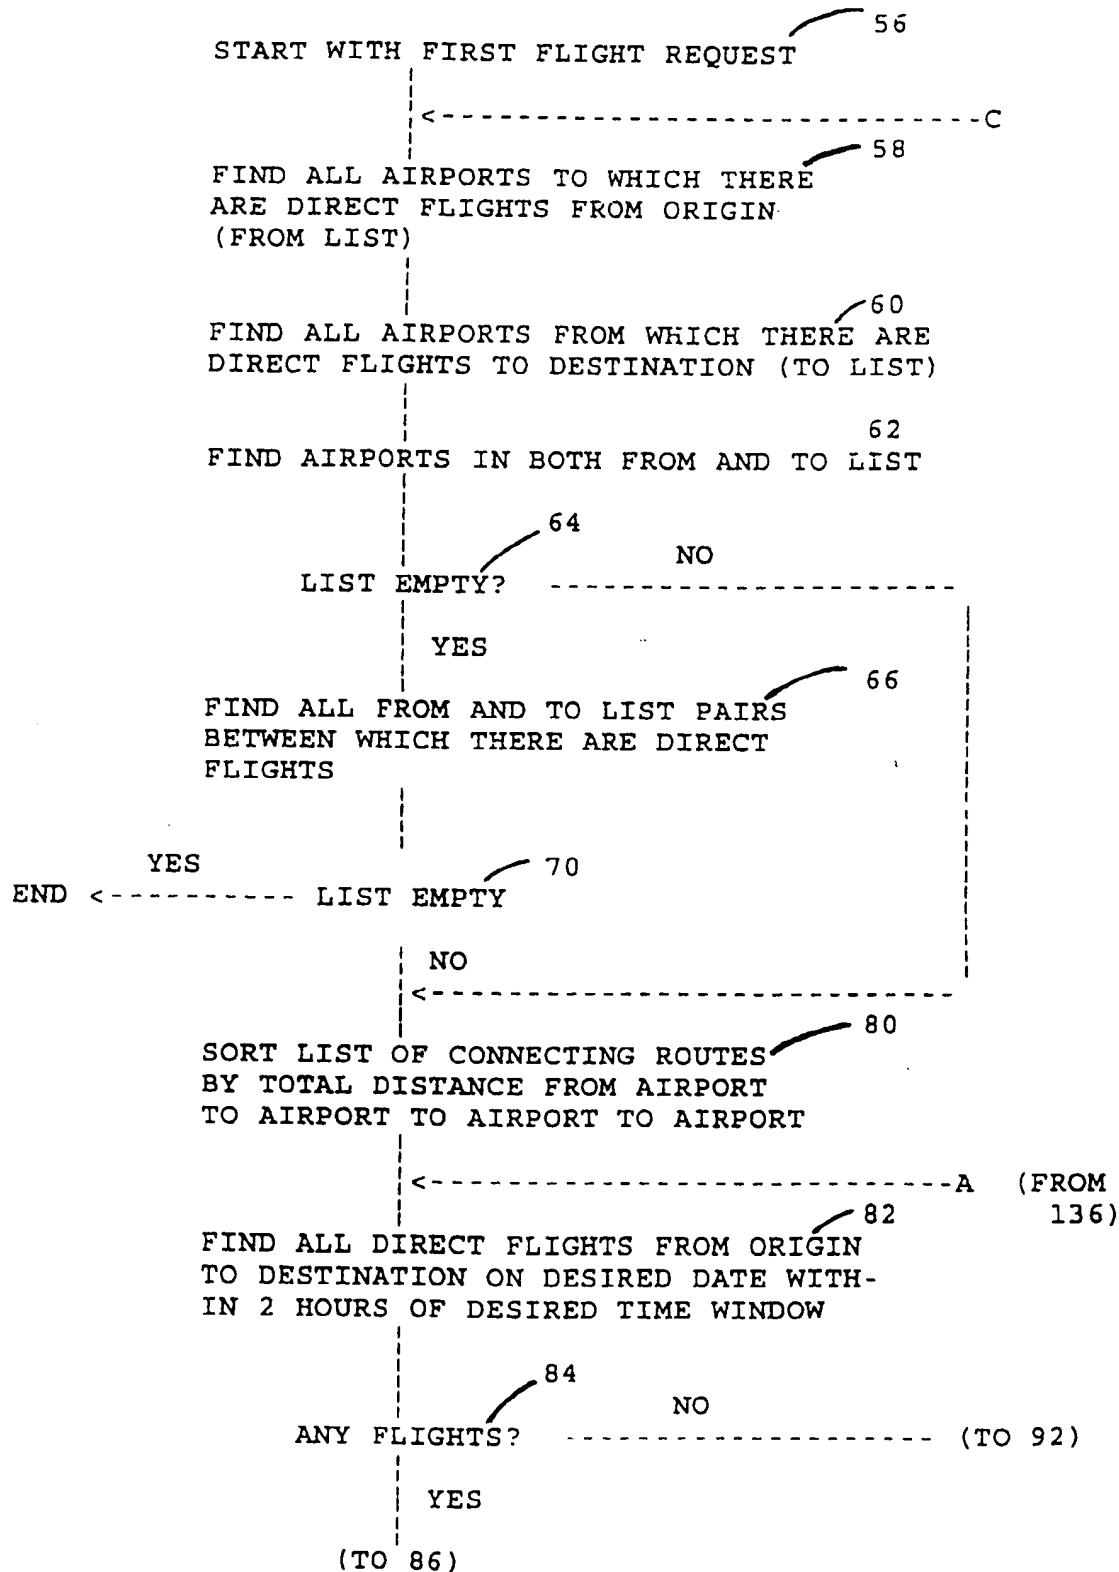 56
START WITH FIRST FLIGHT REQUEST
C
58
FIND ALL AIRPORTS TO WHICH THERE
ARE DIRECT FLIGHTS FROM ORIGIN
(FROM LIST)
60
FIND ALL AIRPORTS FROM WHICH THERE ARE
DIRECT FLIGHTS TO DESTINATION (TO LIST)
62
FIND AIRPORTS IN BOTH FROM AND TO LIST
64
NO
LIST EMPTY?
YES
66
FIND ALL FROM AND TO LIST PAIRS
BETWEEN WHICH THERE ARE DIRECT
FLIGHTS
YES
70
END <---------- LIST EMPTY
NO
80
SORT LIST OF CONNECTING ROUTES
BY TOTAL DISTANCE FROM AIRPORT
TO AIRPORT TO AIRPORT TO AIRPORT
A (FROM
136)
82
FIND ALL DIRECT FLIGHTS FROM ORIGIN
TO DESTINATION ON DESIRED DATE WITH-
IN 2 HOURS OF DESIRED TIME WINDOW
84
NO
ANY FLIGHTS? ------------------- (TO 92)
YES
(TO 86)